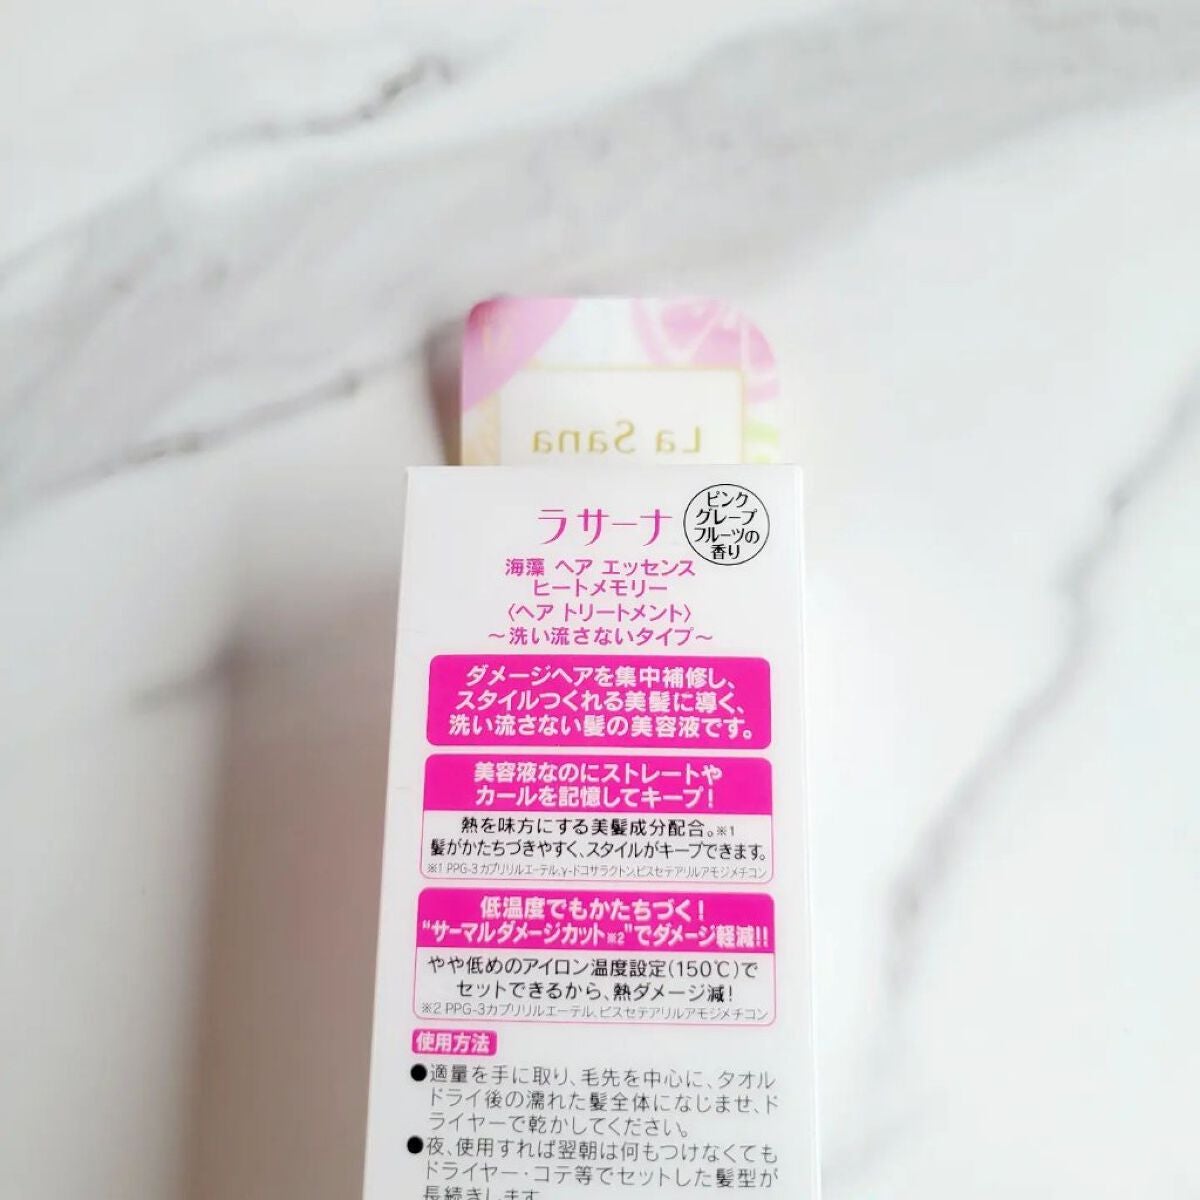 La Sana
ラサーナ
ピンク
グレープ
フルーツの
香り
海藻 ヘア エッセンス
ヒートメモリー
〈ヘア トリートメント〉
～洗い流さないタイプ～
ダメージヘアを集中補修し、
スタイルつくれる美髪に導く、
洗い流さない髪の美容液です。
美容液なのにストレートや
カールを記憶してキープ！
熱を味方にする美髪成分配合。※1
髪がかたちづきやすく、スタイルがキープできます。
※1 PPG-3カプリリルエーテル、γ-ドコサラクトン、ビスセテアリルアモジメチコン
低温度でもかたちづく！
"サーマルダメージカット※2"でダメージ軽減!!
やや低めのアイロン温度設定(150℃)で
セットできるから、熱ダメージ減！
※2 PPG-3カプリリルエーテル、ビスセテアリルアモジメチコン
使用方法
●適量を手に取り、毛先を中心に、タオル
ドライ後の濡れた髪全体になじませ、ド
ライヤーで乾かしてください。
●夜、使用すれば翌朝は何もつけなくても
ドライヤー・コテ等でセットした髪型が
長続きします。